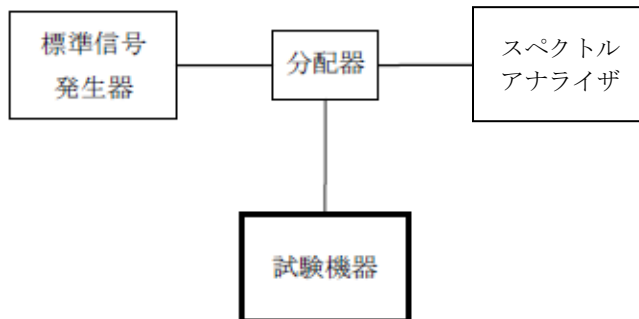 標準信号
発生器
分配器
スペクトル
アナライザ
試験機器